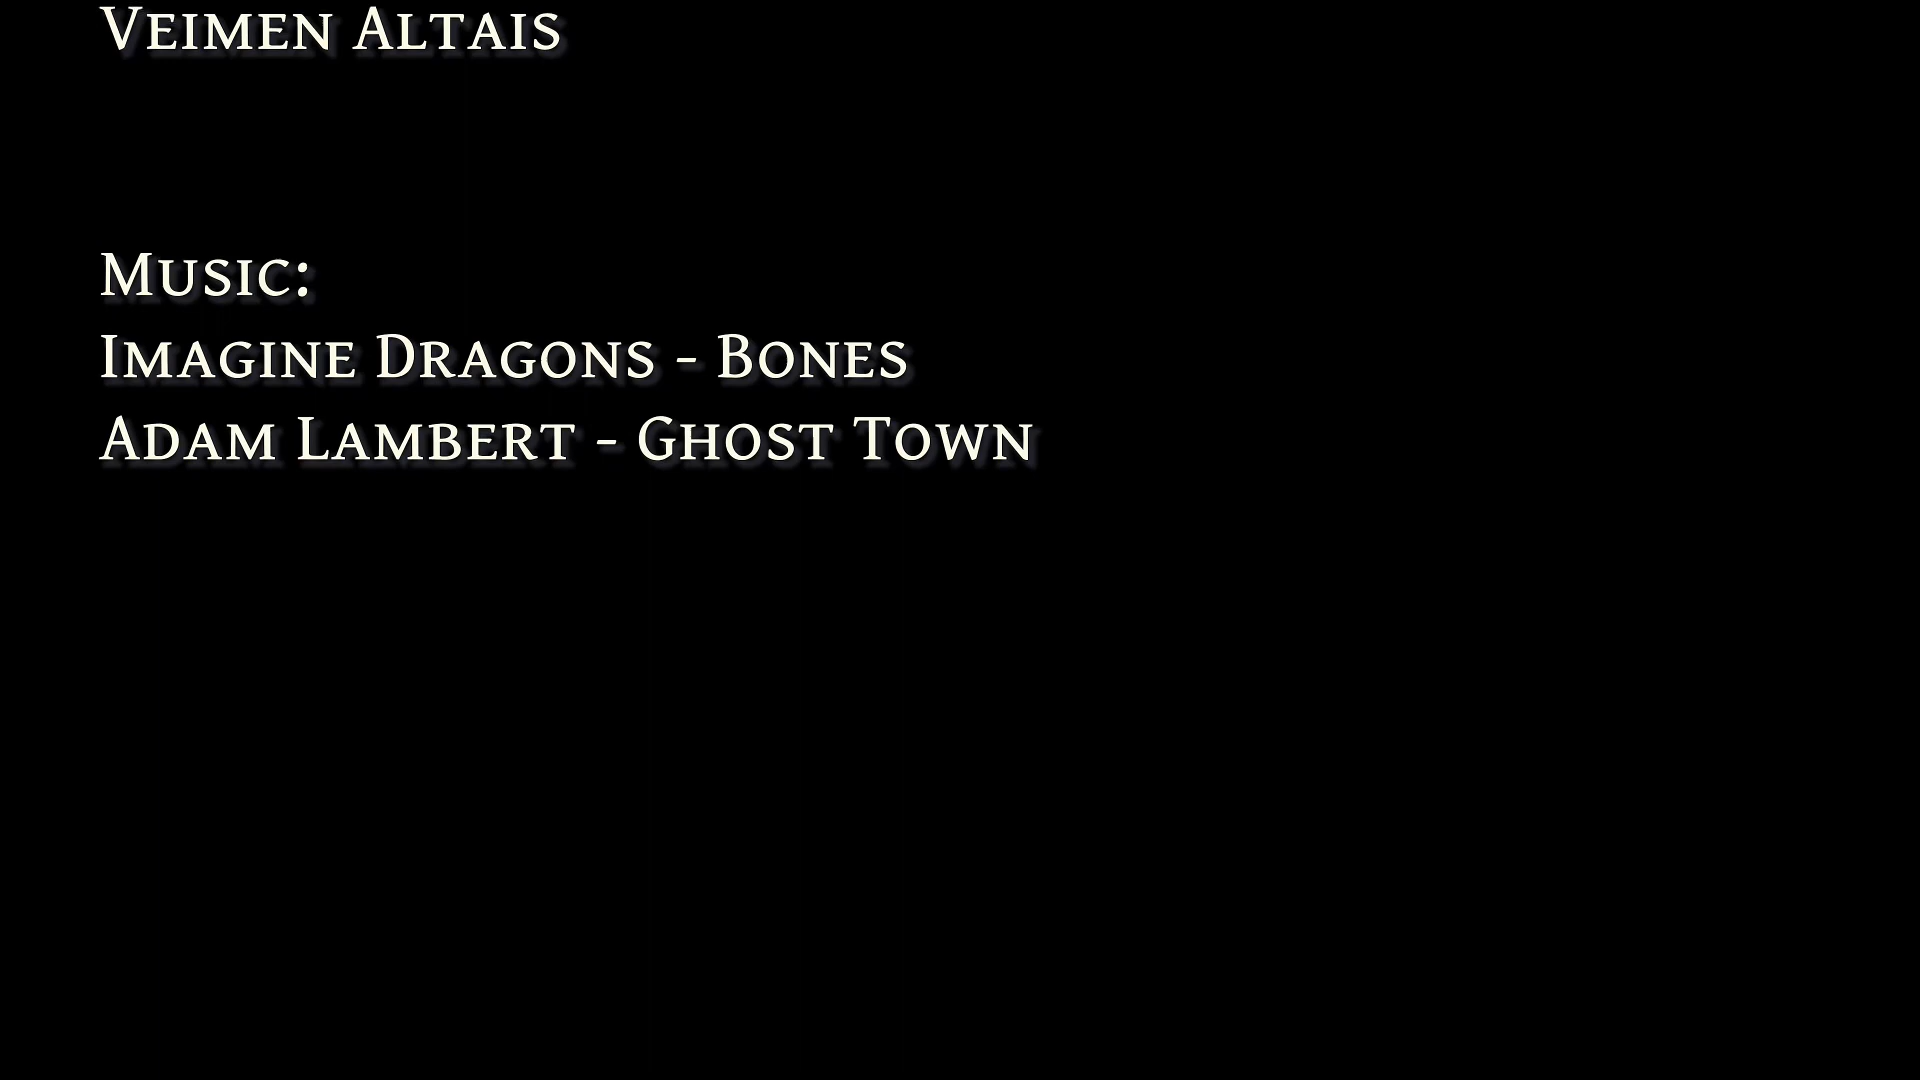 Veimen Altais
Music:
Imagine Dragons - Bones
Adam Lambert - Ghost Town